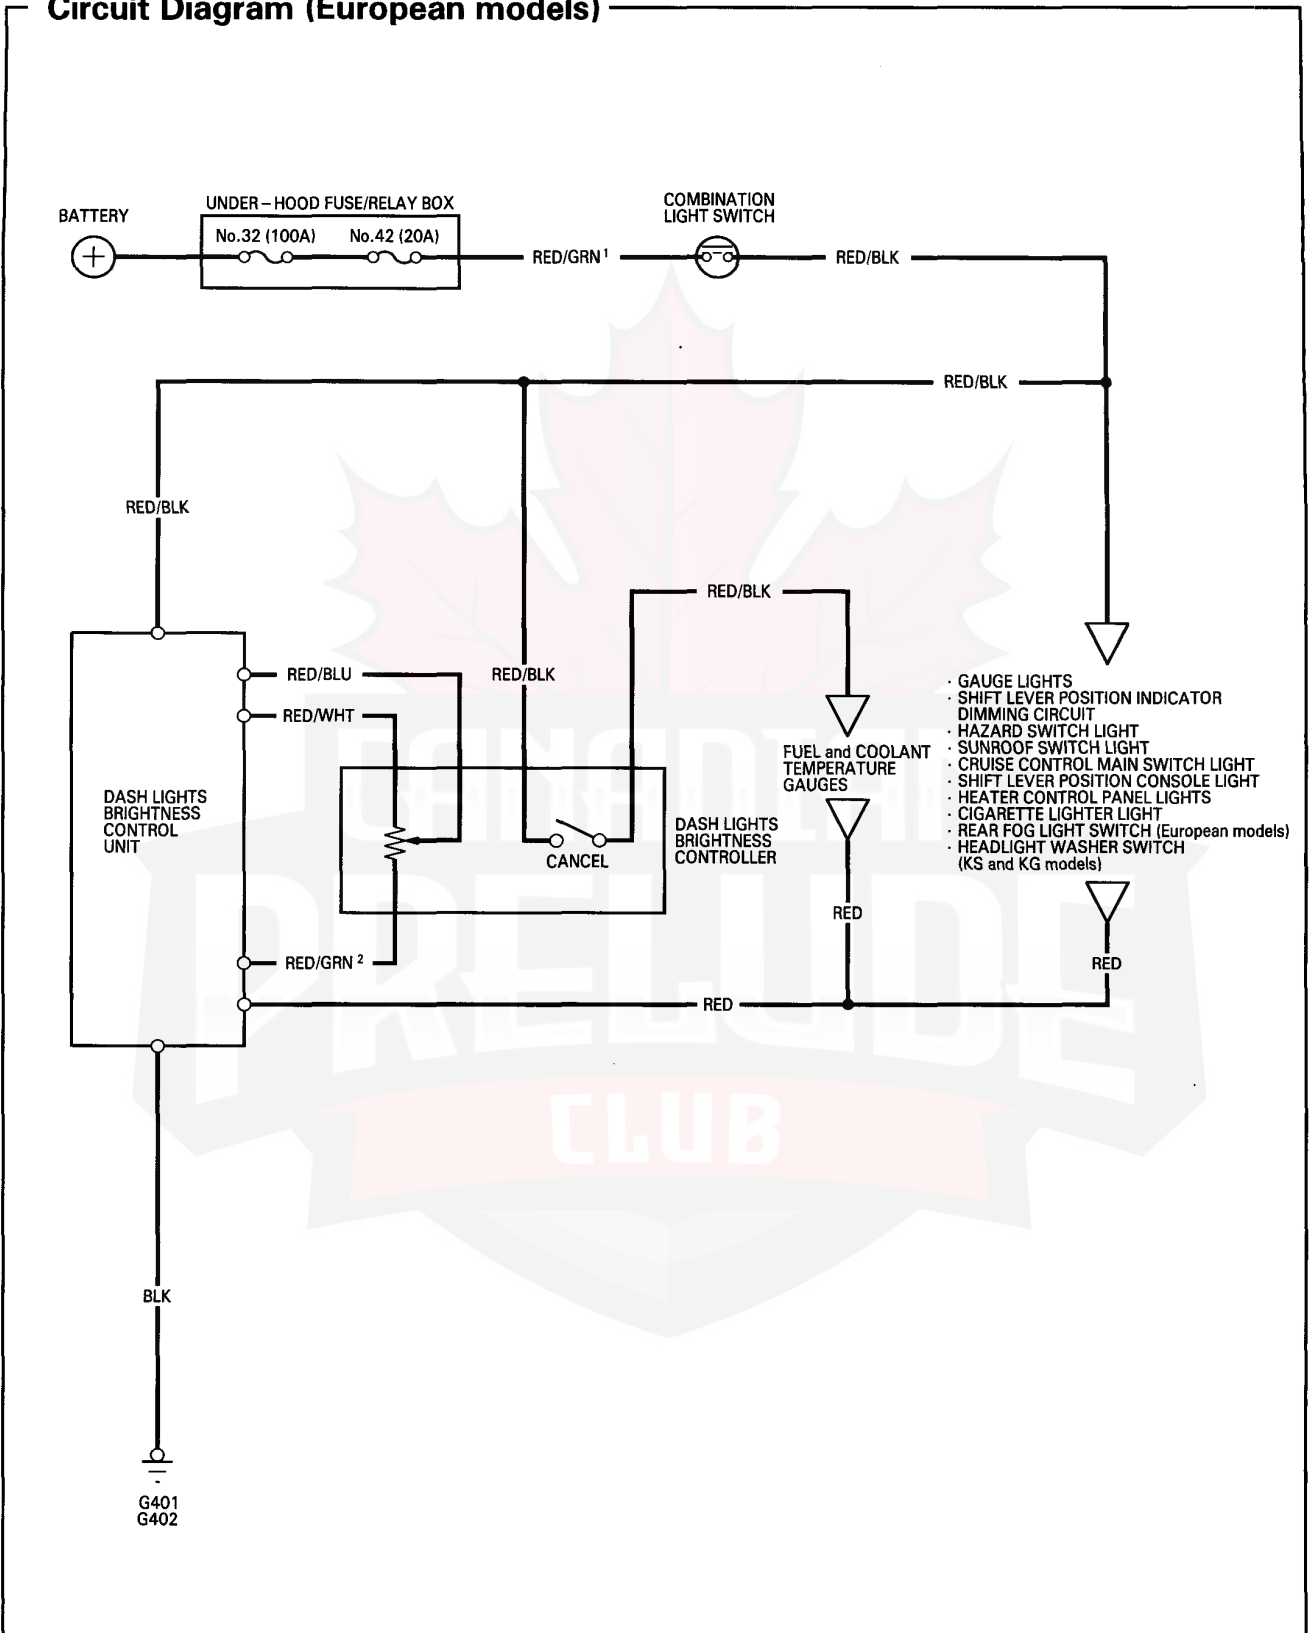 Circuit Diagram (European models)
UNDER-HOOD FUSE/RELAY BOX
COMBINATION
LIGHT SWITCH
BATTERY
No.32 (100A)
No.42 (20A)
+
RED/GRN¹
RED/BLK
RED/BLK
RED/BLK
RED/BLK
RED/BLU
RED/BLK
RED/WHT
· GAUGE LIGHTS
· SHIFT LEVER POSITION INDICATOR
DIMMING CIRCUIT
· HAZARD SWITCH LIGHT
· SUNROOF SWITCH LIGHT
· CRUISE CONTROL MAIN SWITCH LIGHT
· SHIFT LEVER POSITION CONSOLE LIGHT
· HEATER CONTROL PANEL LIGHTS
· CIGARETTE LIGHTER LIGHT
· REAR FOG LIGHT SWITCH (European models)
· HEADLIGHT WASHER SWITCH
(KS and KG models)
FUEL and COOLANT
TEMPERATURE
GAUGES
DASH LIGHTS
BRIGHTNESS
CONTROL
UNIT
DASH LIGHTS
BRIGHTNESS
CONTROLLER
CANCEL
RED
RED/GRN²
RED
RED
BLK
G401
G402
CANADIAN
PRELUDE
CLUB